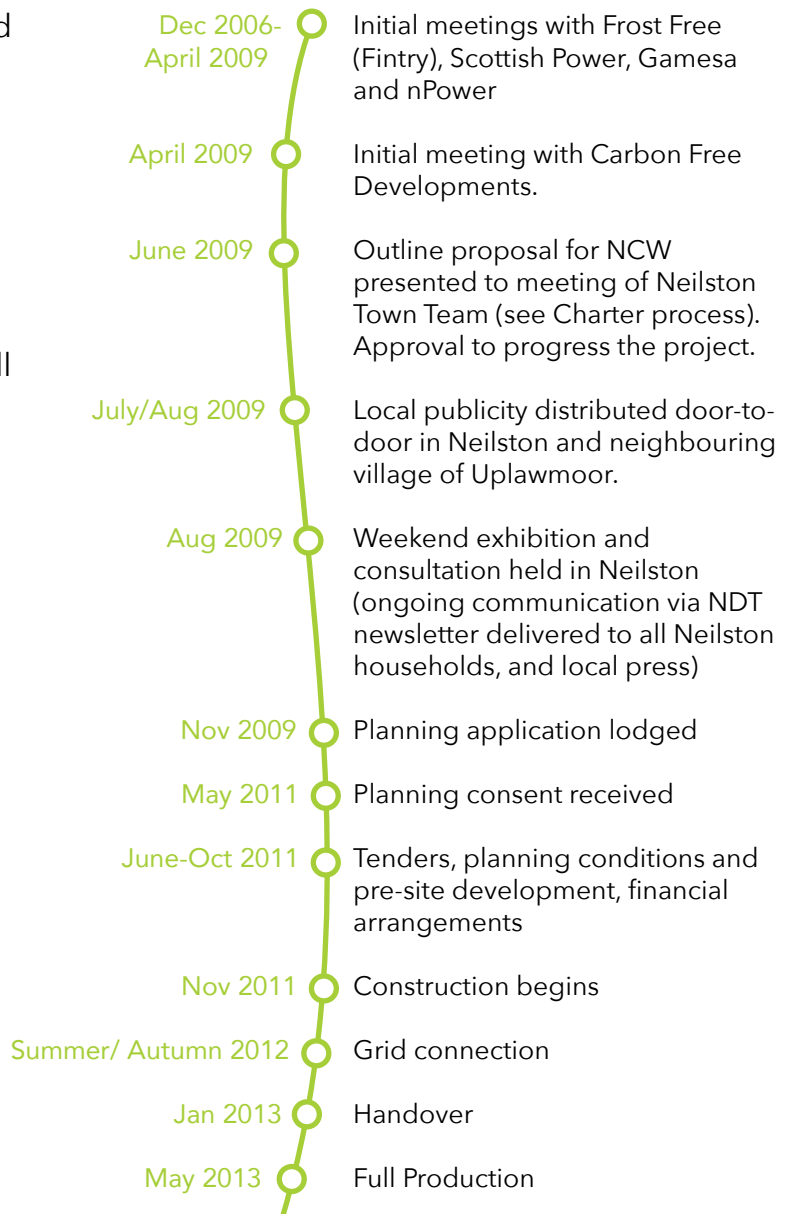 d
ll
Dec 2006-
April 2009
Initial meetings with Frost Free
(Fintry), Scottish Power, Gamesa
and nPower
April 2009
Initial meeting with Carbon Free
Developments.
June 2009
Outline proposal for NCW
presented to meeting of Neilston
Town Team (see Charter process).
Approval to progress the project.
July/Aug 2009
Local publicity distributed door-to-
door in Neilston and neighbouring
village of Uplawmoor.
Aug 2009
Weekend exhibition and
consultation held in Neilston
(ongoing communication via NDT
newsletter delivered to all Neilston
households, and local press)
Nov 2009
Planning application lodged
May 2011
Planning consent received
June-Oct 2011
Tenders, planning conditions and
pre-site development, financial
arrangements
Nov 2011
Construction begins
Summer/ Autumn 2012
Grid connection
Jan 2013
Handover
May 2013
Full Production